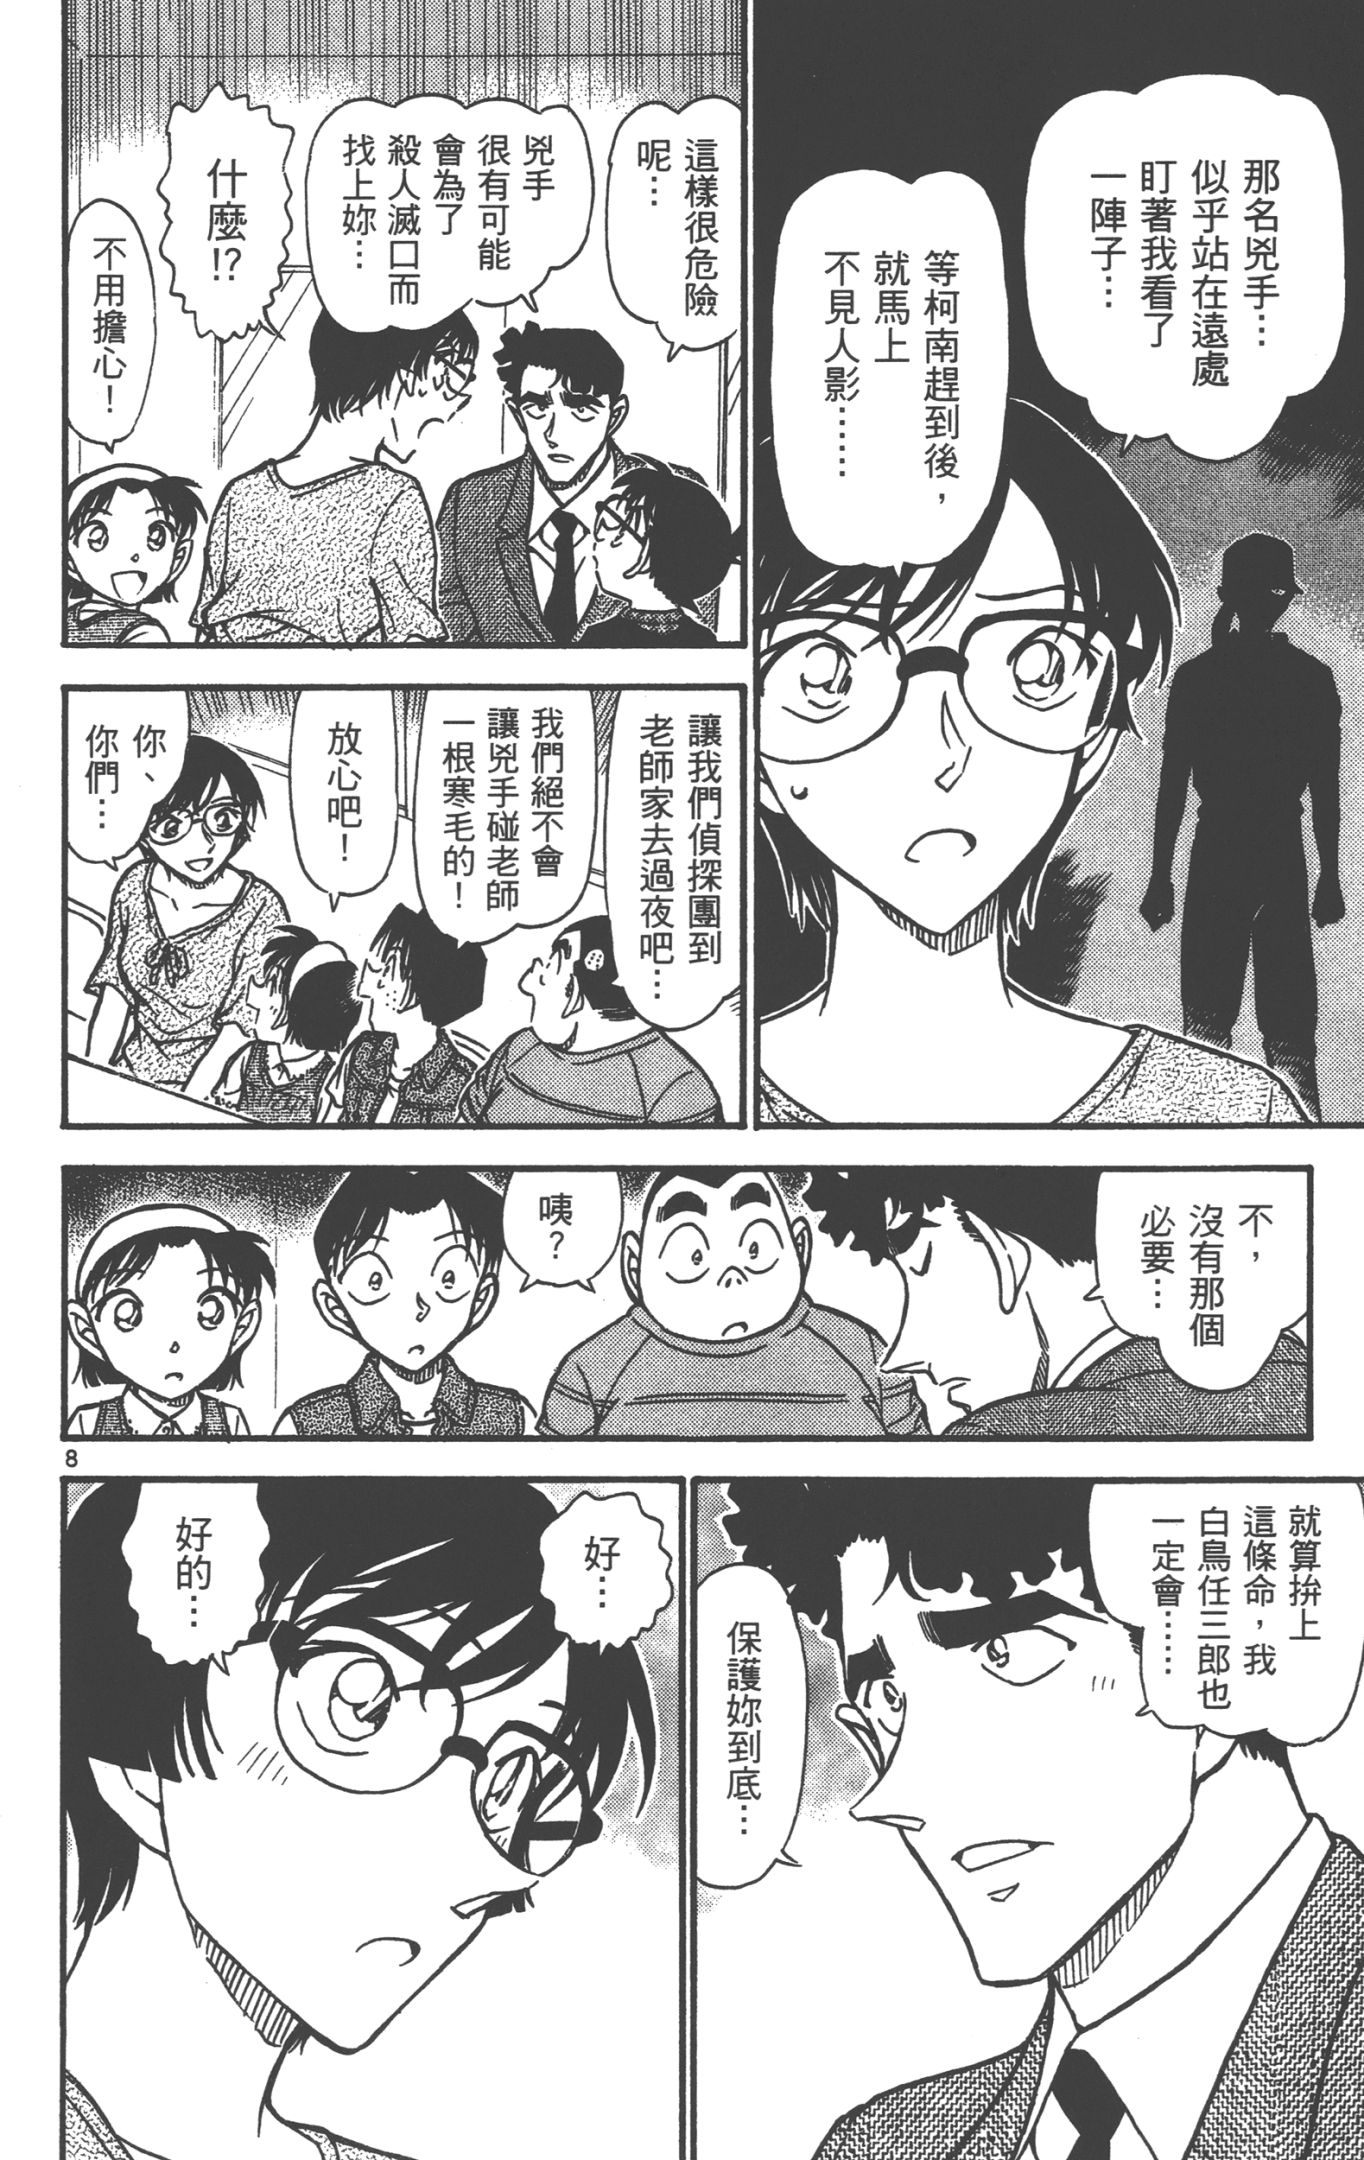 那名兇手…
似乎站在遠處
盯著我看了
一陣子…
等柯南趕到後，
就馬上
不見人影……
這樣很危險
呢…
兇手
很有可能
會為了
殺人滅口而
找上妳…
什麼!?
不用擔心！
讓我們偵探團到
老師家去過夜吧…
我們絕不會
讓兇手碰老師
一根寒毛的！
放心吧！
你、
你們…
不，
沒有那個
必要…
咦？
8
就算拚上
這條命，我
白鳥任三郎也
一定會……
保護妳到底…
好…
好的…